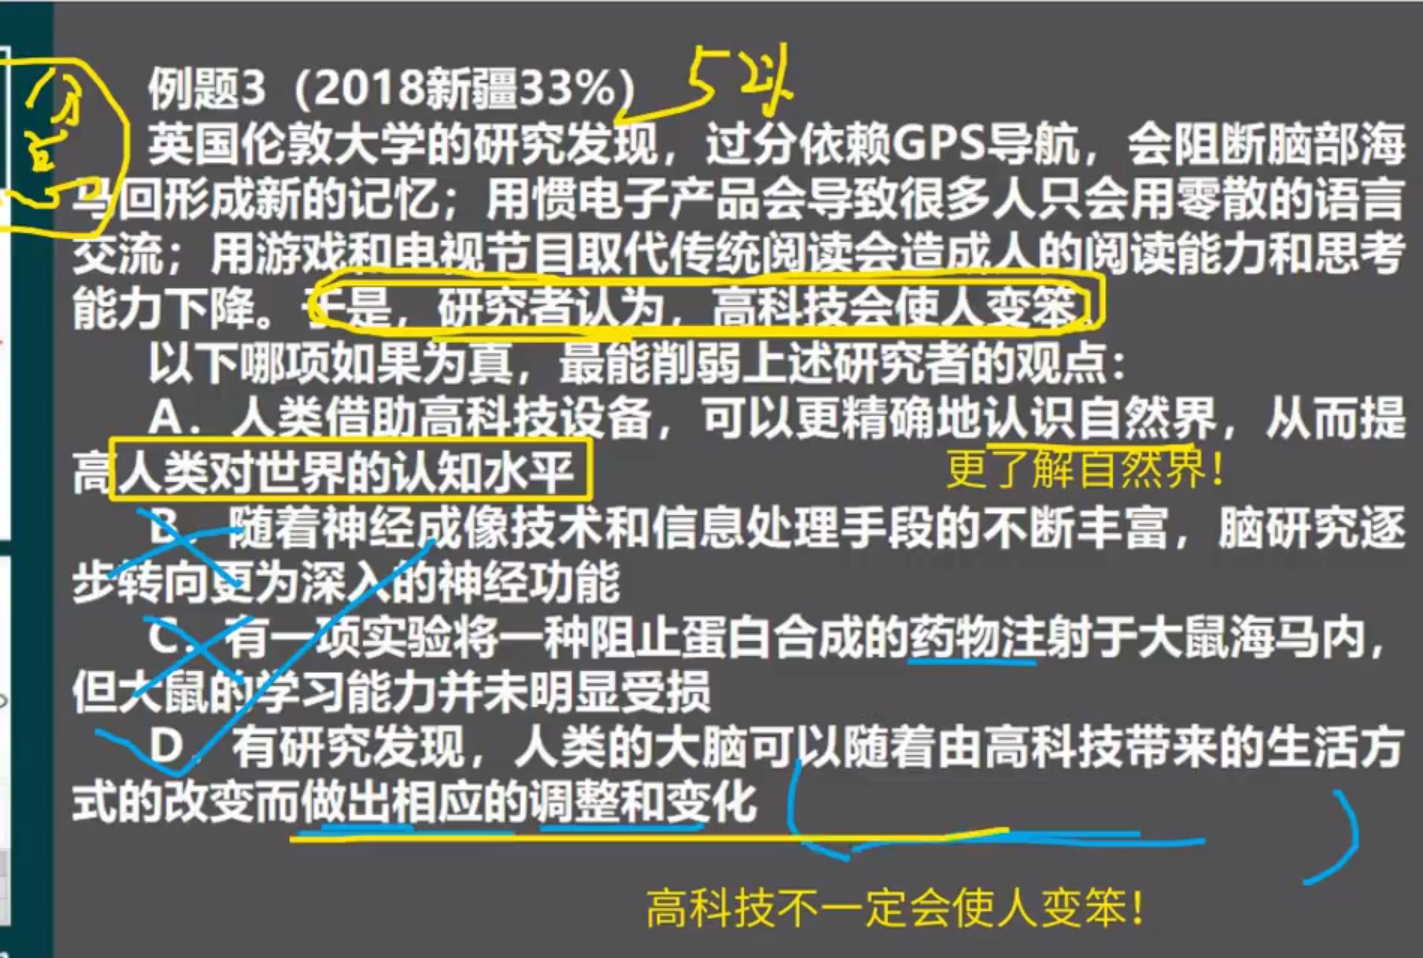 例题3（2018新疆33%）
英国伦敦大学的研究发现，过分依赖GPS导航，会阻断脑部海
马回形成新的记忆；用惯电子产品会导致很多人只会用零散的语言
交流；用游戏和电视节目取代传统阅读会造成人的阅读能力和思考
能力下降。于是，研究者认为，高科技会使人变笨。
以下哪项如果为真，最能削弱上述研究者的观点：
A．人类借助高科技设备，可以更精确地认识自然界，从而提
高人类对世界的认知水平
更了解自然界！
B．随着神经成像技术和信息处理手段的不断丰富，脑研究逐
步转向更为深入的神经功能
C．有一项实验将一种阻止蛋白合成的药物注射于大鼠海马内，
但大鼠的学习能力并未明显受损
D．有研究发现，人类的大脑可以随着由高科技带来的生活方
式的改变而做出相应的调整和变化
高科技不一定会使人变笨！